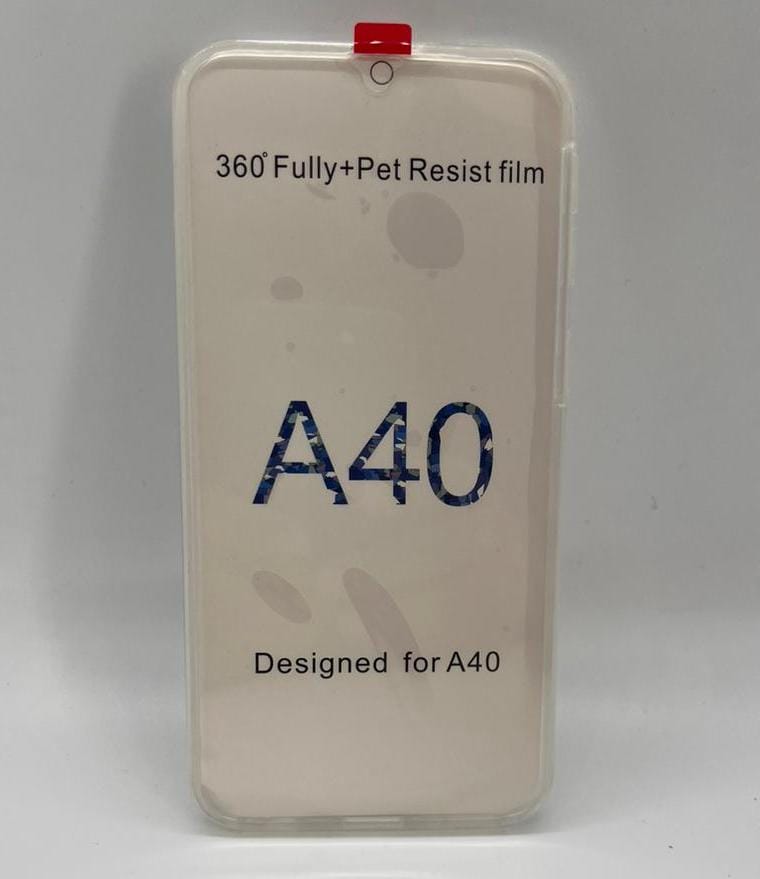 360° Fully+Pet Resist film
A40
Designed for A40